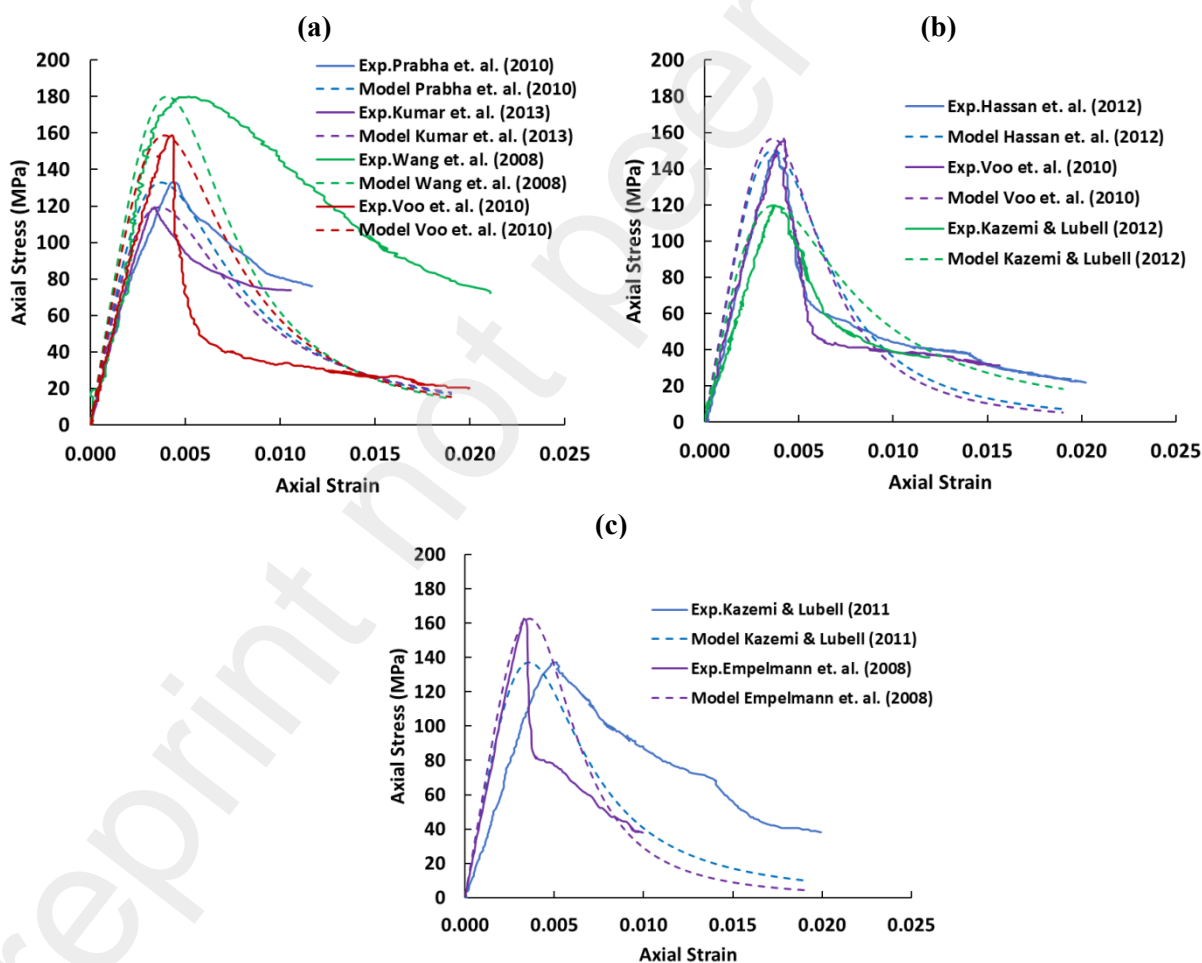 (a)
200
180
160
140
120
100
80
60
40
20
0
Axial Stress (MPa)
0.000 0.005 0.010 0.015 0.020 0.025
Axial Strain
Exp.Prabha et. al. (2010)
Model Prabha et. al. (2010)
Exp.Kumar et. al. (2013)
Model Kumar et. al. (2013)
Exp.Wang et. al. (2008)
Model Wang et. al. (2008)
Exp.Voo et. al. (2010)
Model Voo et. al. (2010)
(b)
200
180
160
140
120
100
80
60
40
20
0
Axial Stress (MPa)
0.000 0.005 0.010 0.015 0.020 0.025
Axial Strain
Exp.Hassan et. al. (2012)
Model Hassan et. al. (2012)
Exp.Voo et. al. (2010)
Model Voo et. al. (2010)
Exp.Kazemi & Lubell (2012)
Model Kazemi & Lubell (2012)
(c)
200
180
160
140
120
100
80
60
40
20
0
Axial Stress (MPa)
0.000 0.005 0.010 0.015 0.020 0.025
Axial Strain
Exp.Kazemi & Lubell (2011
Model Kazemi & Lubell (2011)
Exp.Empelmann et. al. (2008)
Model Empelmann et. al. (2008)
reprint not peer